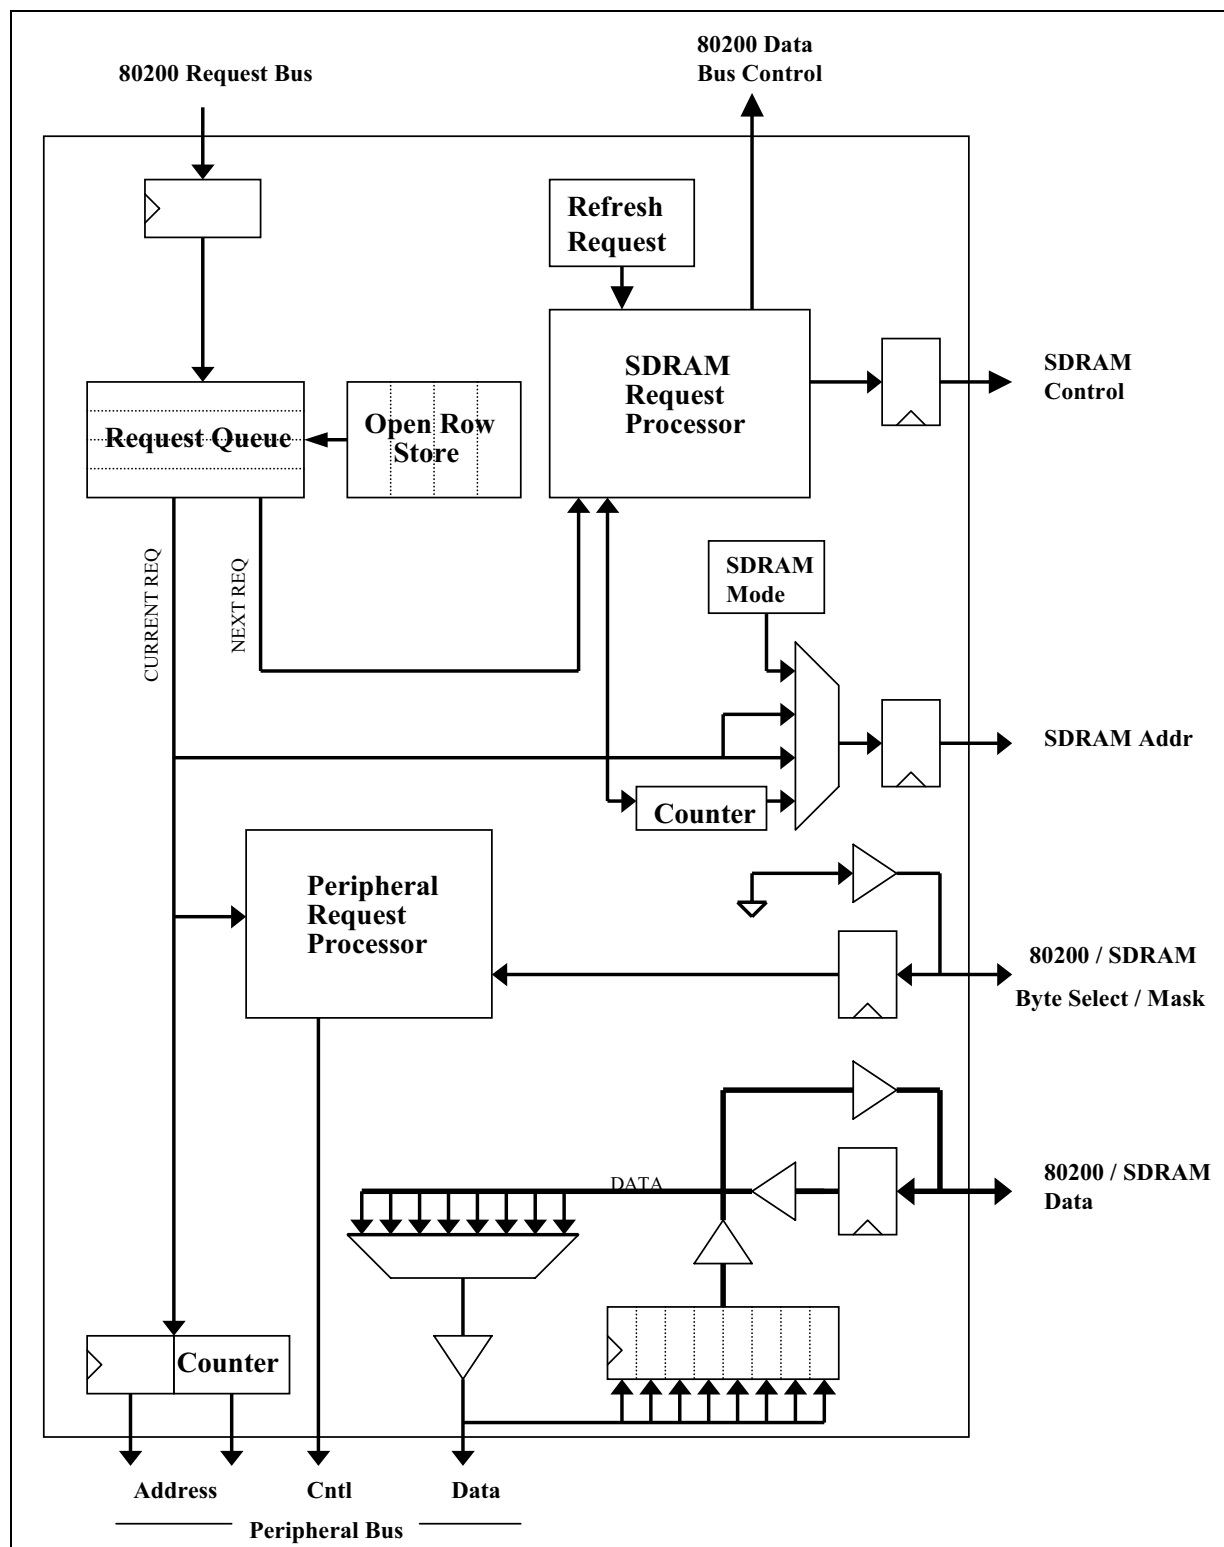 80200 Data
Bus Control
80200 Request Bus
Refresh
Request
SDRAM
Request
Processor
SDRAM
Control
Request Queue
Open Row
Store
CURRENT REQ
NEXT REQ
SDRAM
Mode
SDRAM Addr
Counter
Peripheral
Request
Processor
80200 / SDRAM
Byte Select / Mask
DATA
80200 / SDRAM
Data
Counter
Address
Cntl
Data
Peripheral Bus